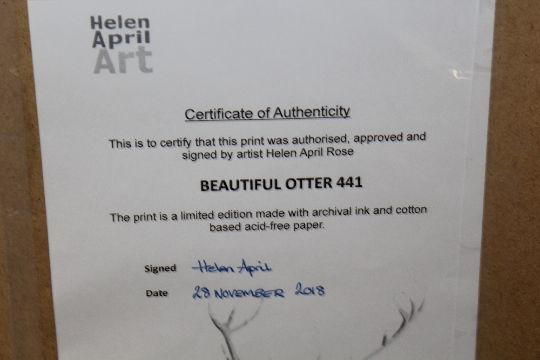 Helen
April
Art
Certificate of Authenticity
This is to certify that this print was authorised, approved and
signed by artist Helen April Rose
BEAUTIFUL OTTER 441
The print is a limited edition made with archival ink and cotton
based acid-free paper.
Signed Helen April
Date 28 NOVEMBER 2018